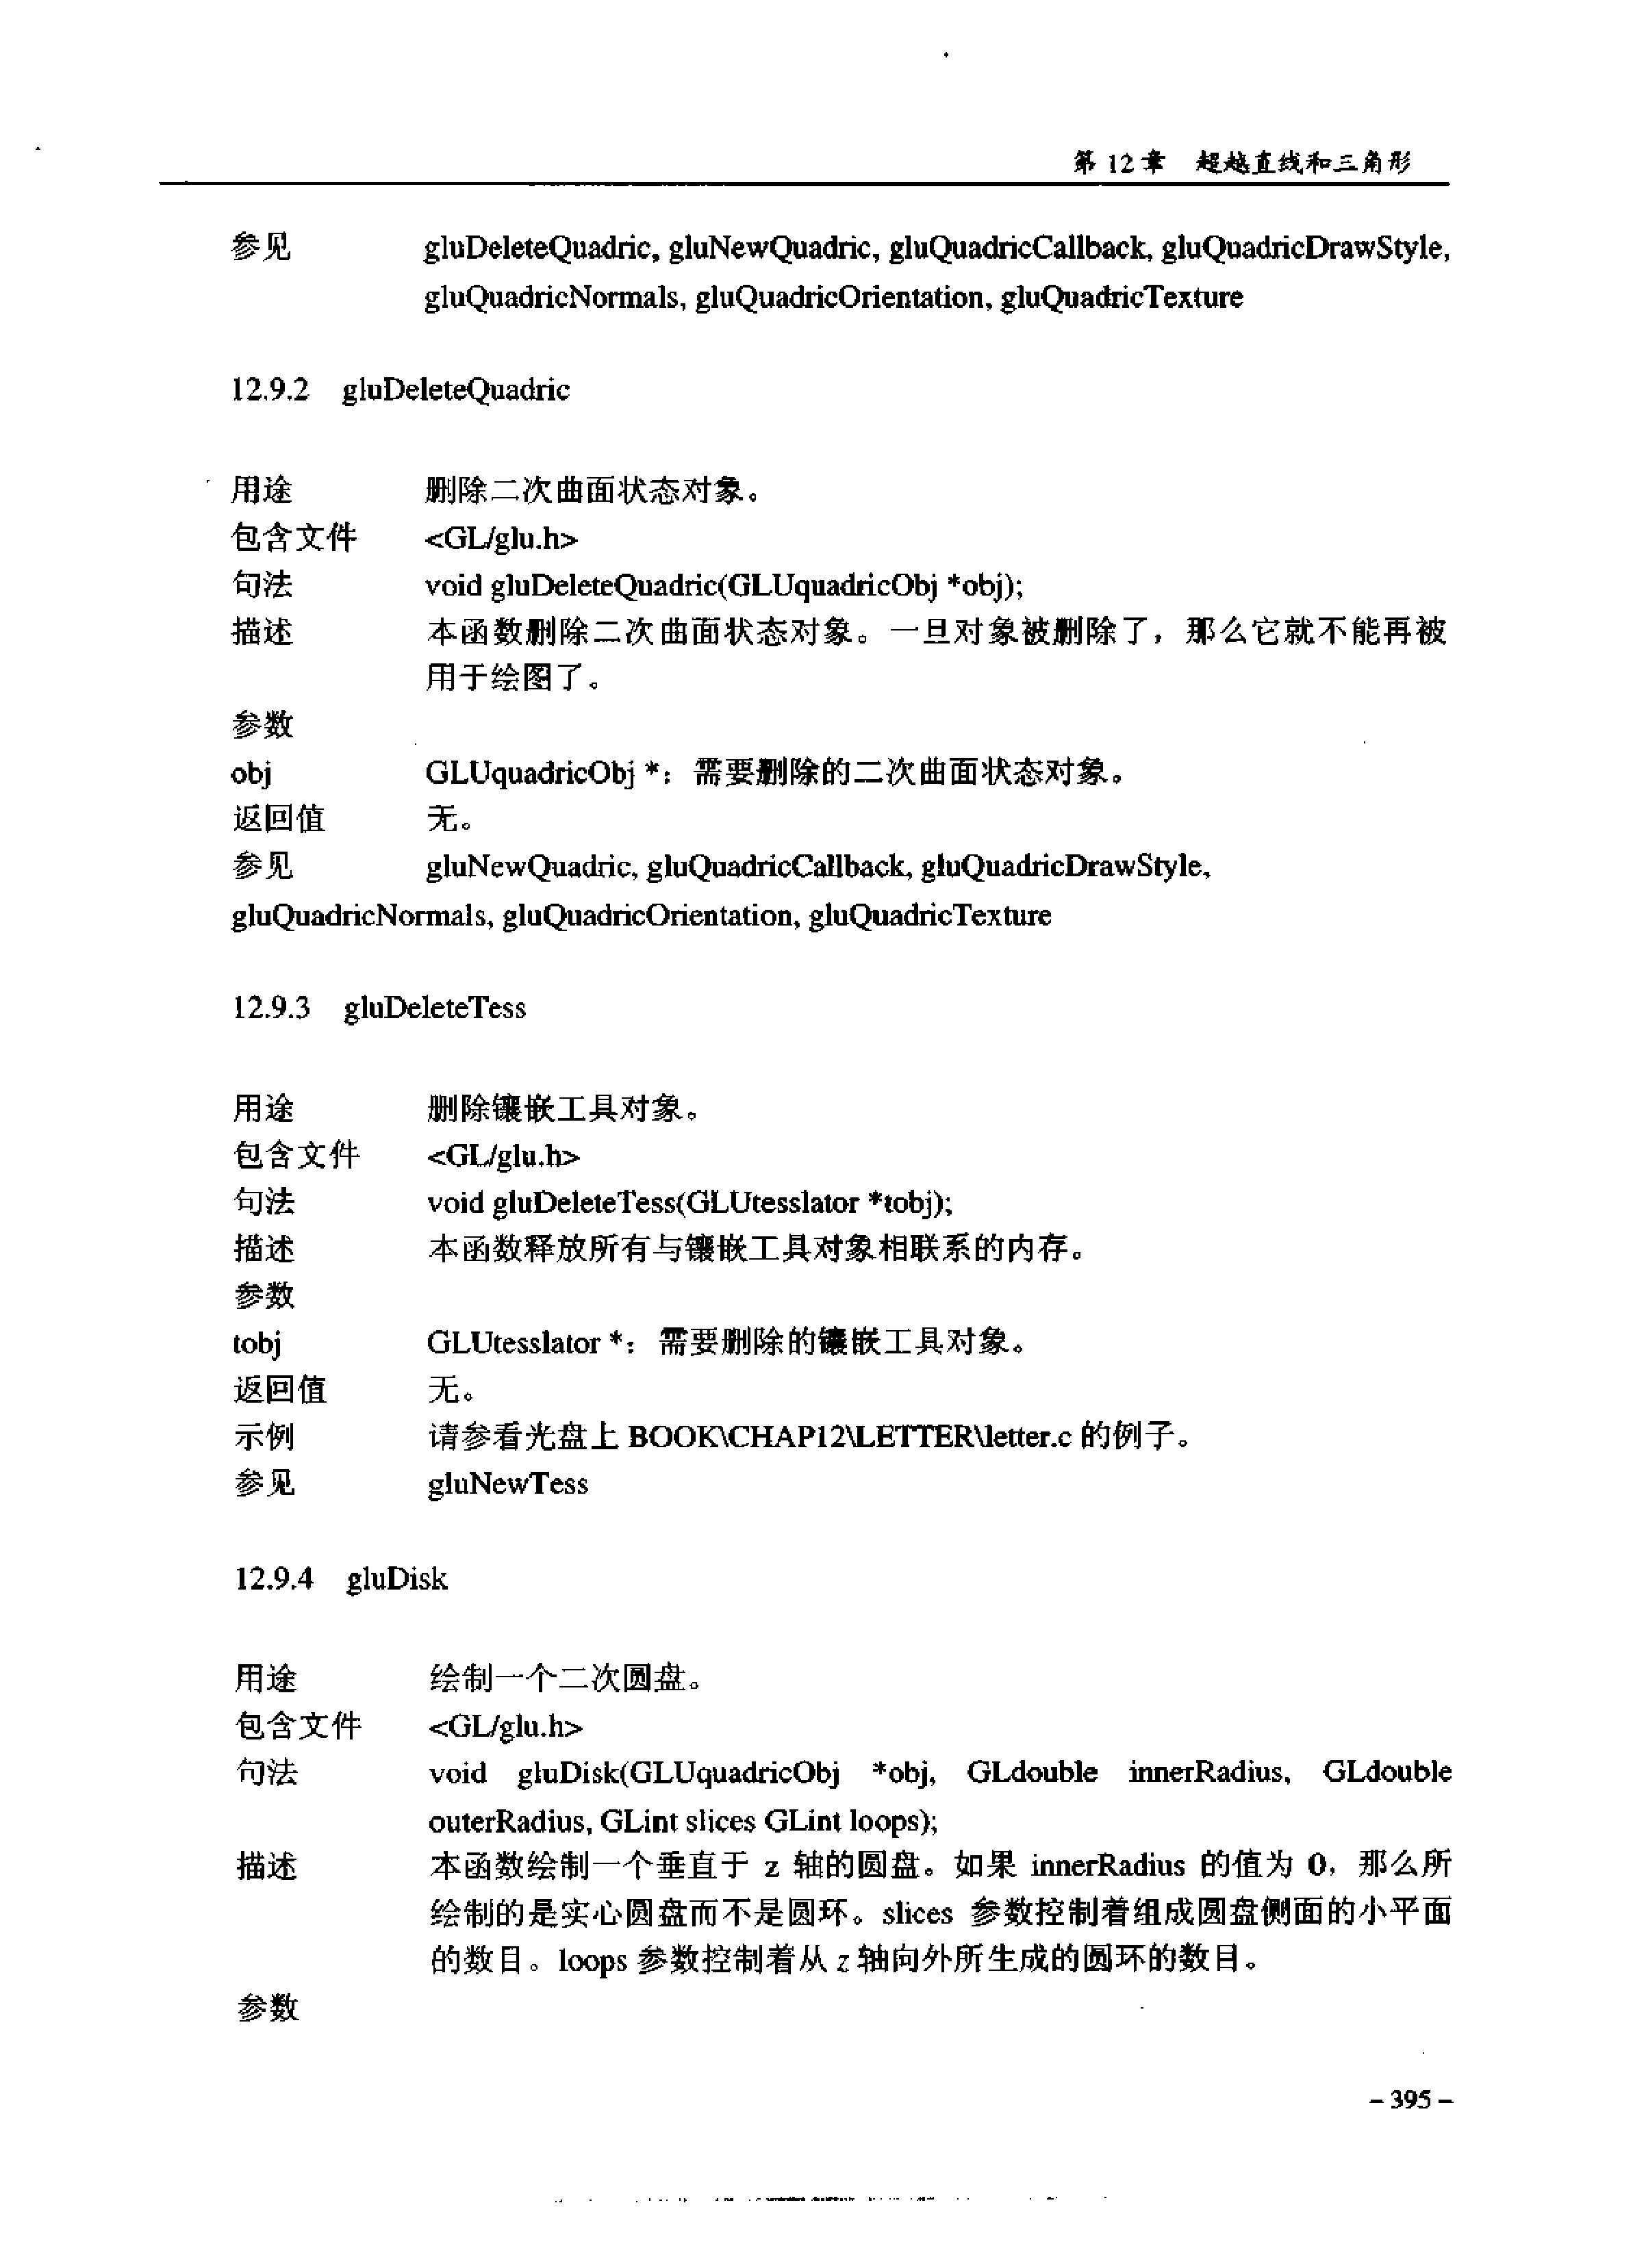 第 12 章 超越直线和三角形
参见 gluDeleteQuadric, gluNewQuadric, gluQuadricCallback, gluQuadricDrawStyle,
gluQuadricNormals, gluQuadricOrientation, gluQuadricTexture
12.9.2 gluDeleteQuadric
用途 删除二次曲面状态对象。
包含文件 <GL/glu.h>
句法 void gluDeleteQuadric(GLUquadricObj *obj);
描述 本函数删除二次曲面状态对象。一旦对象被删除了，那么它就不能再被
用于绘图了。
参数
obj GLUquadricObj *：需要删除的二次曲面状态对象。
返回值 无。
参见 gluNewQuadric, gluQuadricCallback, gluQuadricDrawStyle,
gluQuadricNormals, gluQuadricOrientation, gluQuadricTexture
12.9.3 gluDeleteTess
用途 删除镶嵌工具对象。
包含文件 <GL/glu.h>
句法 void gluDeleteTess(GLUtesslator *tobj);
描述 本函数释放所有与镶嵌工具对象相联系的内存。
参数
tobj GLUtesslator *：需要删除的镶嵌工具对象。
返回值 无。
示例 请参看光盘上 BOOK\CHAP12\LETTER\letter.c 的例子。
参见 gluNewTess
12.9.4 gluDisk
用途 绘制一个二次圆盘。
包含文件 <GL/glu.h>
句法 void gluDisk(GLUquadricObj *obj, GLdouble innerRadius, GLdouble
outerRadius, GLint slices GLint loops);
描述 本函数绘制一个垂直于 z 轴的圆盘。如果 innerRadius 的值为 0，那么所
绘制的是实心圆盘而不是圆环。slices 参数控制着组成圆盘侧面的小平面
的数目。loops 参数控制着从 z 轴向外所生成的圆环的数目。
参数
– 395 –